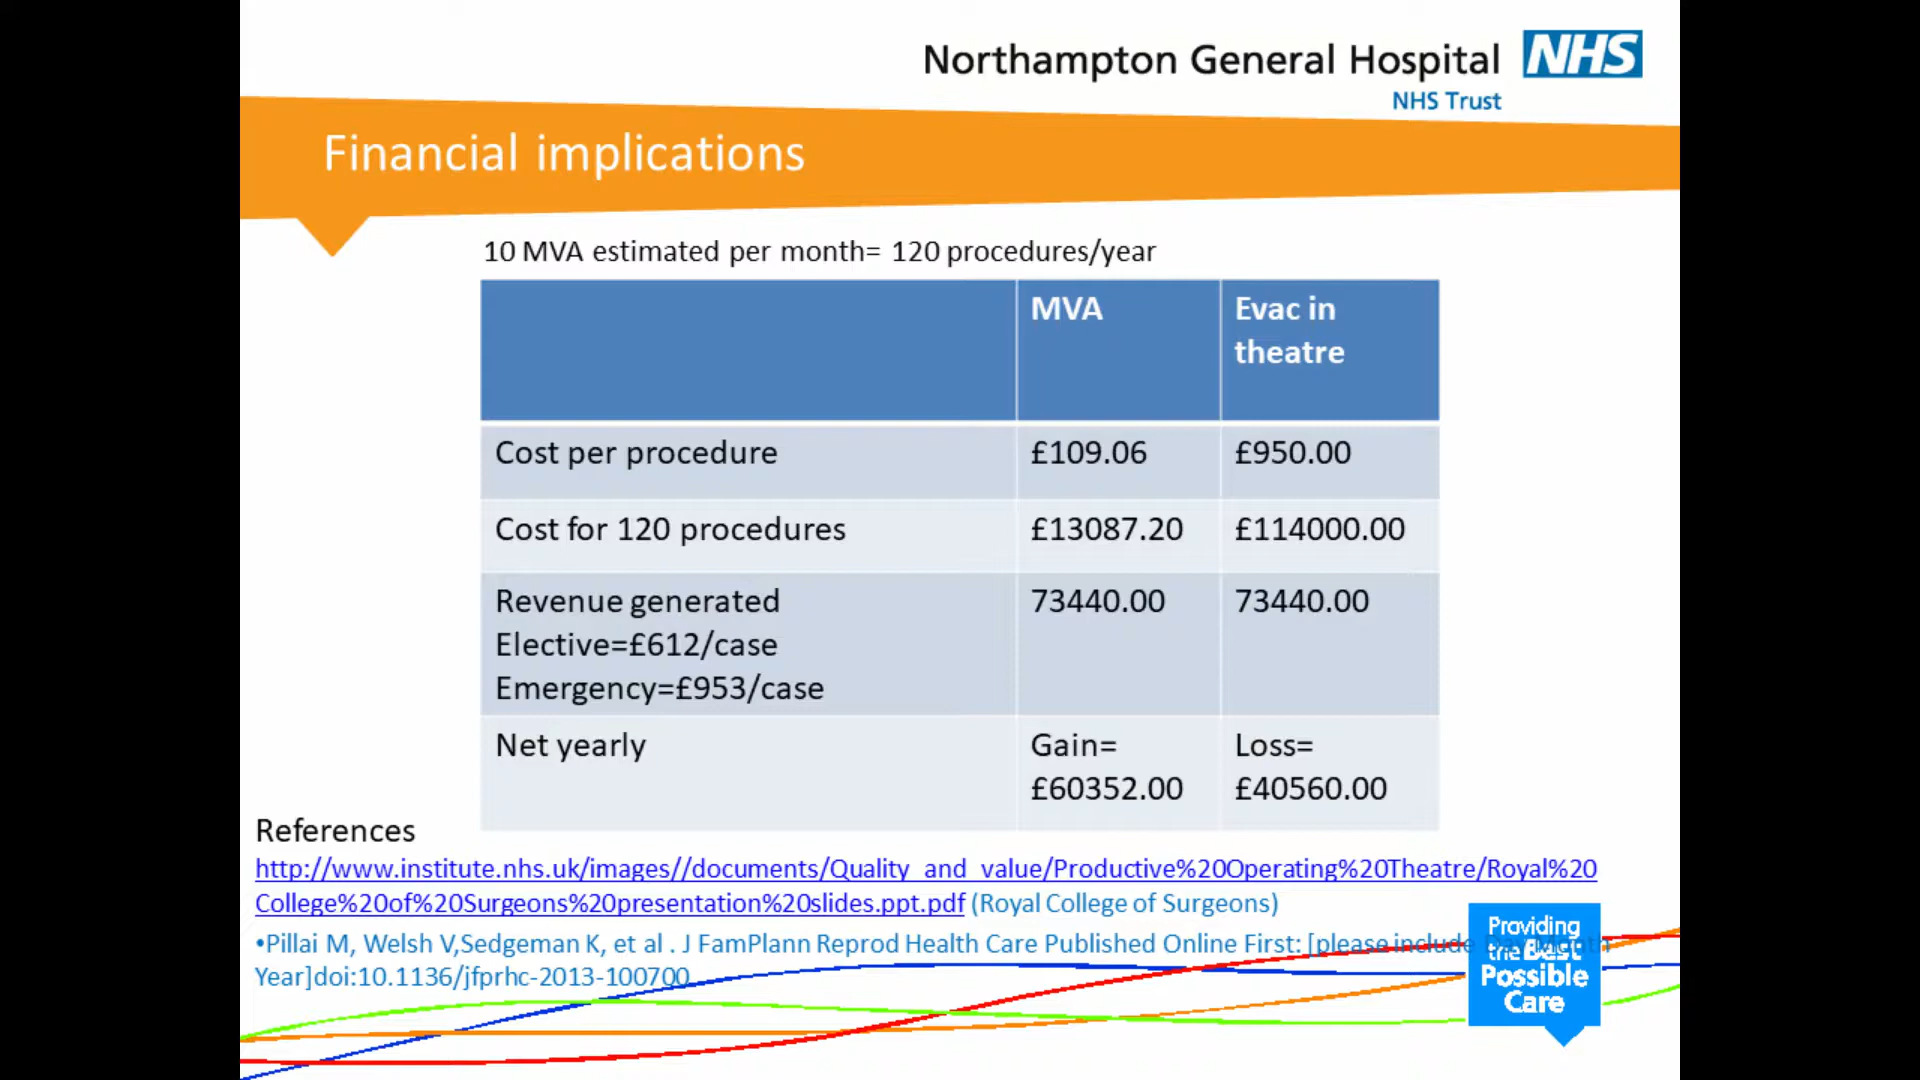 Northampton General Hospital NHS
NHS Trust
Financial implications
10 MVA estimated per month= 120 procedures/year
MVA
Evac in
theatre
Cost per procedure £109.06 £950.00
Cost for 120 procedures £13087.20 £114000.00
Revenue generated 73440.00 73440.00
Elective=£612/case
Emergency=£953/case
Net yearly Gain= Loss=
£60352.00 £40560.00
References
http://www.institute.nhs.uk/images//documents/Quality_and_value/Productive%20Operating%20Theatre/Royal%20
College%20of%20Surgeons%20presentation%20slides.ppt.pdf (Royal College of Surgeons)
•Pillai M, Welsh V,Sedgeman K, et al . J FamPlann Reprod Health Care Published Online First: [please include Day Month
Year]doi:10.1136/jfprhc-2013-100700
Providing
the Best
Possible
Care